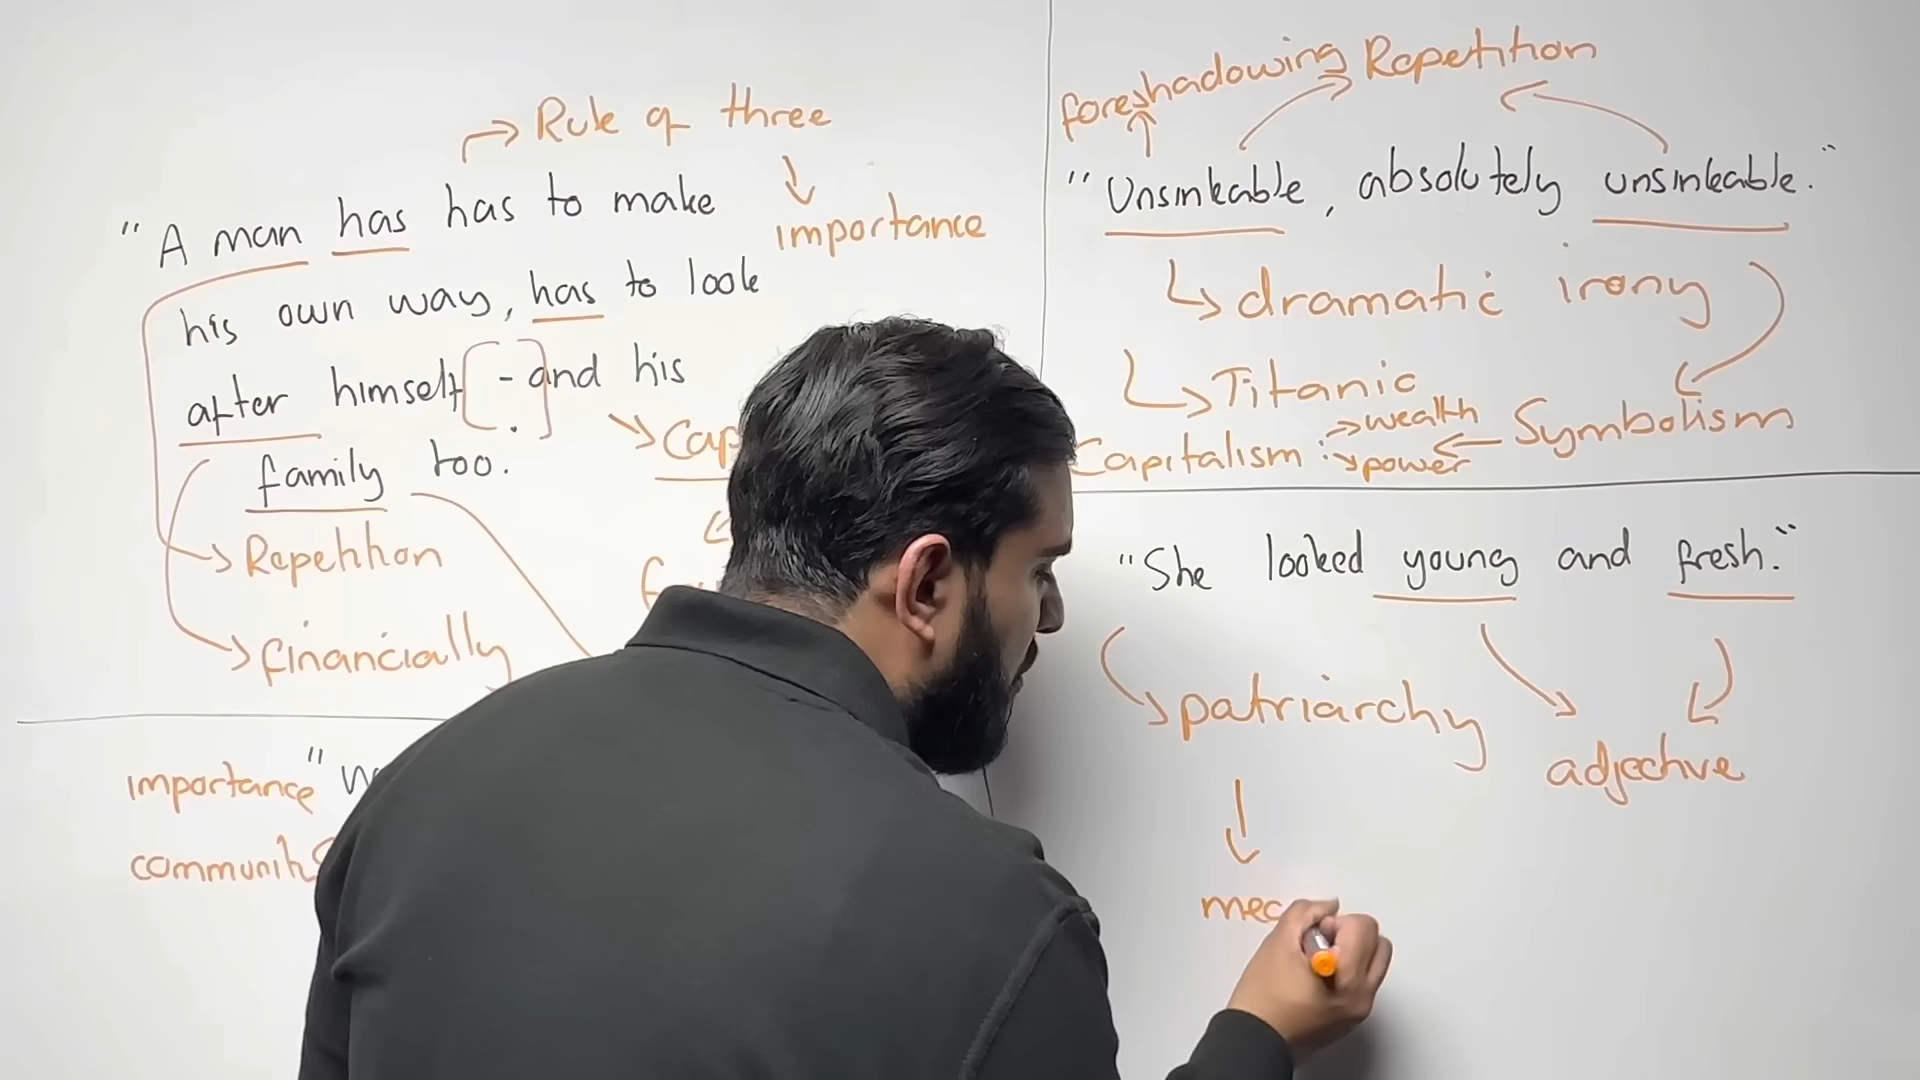 Rule of three
importance
"A man has has to make
his own way, has to look
after himself [-and his].
family too.
Repetition
financially
importance
community
foreshadowing Repetition
"Unsinkable, absolutely unsinkable."
dramatic irony
Titanic
Symbolism
wealth
power
Capitalism :
"She looked young and fresh."
patriarchy
adjective